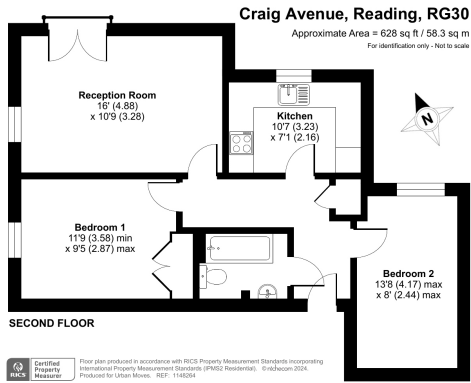 Craig Avenue, Reading, RG30
Approximate Area = 628 sq ft / 58.3 sq m
For identification only - Not to scale
Reception Room
16' (4.88)
x 10'9 (3.28)
Kitchen
10'7 (3.23)
x 7'1 (2.16)
N
Bedroom 1
11'9 (3.58) min
x 9'5 (2.87) max
Bedroom 2
13'8 (4.17) max
x 8' (2.44) max
SECOND FLOOR
RICS
Certified
Property
Measurer
Floor plan produced in accordance with RICS Property Measurement Standards incorporating
International Property Measurement Standards (IPMS2 Residential). ©nichecom 2024.
Produced for Urban Moves. REF: 1148264